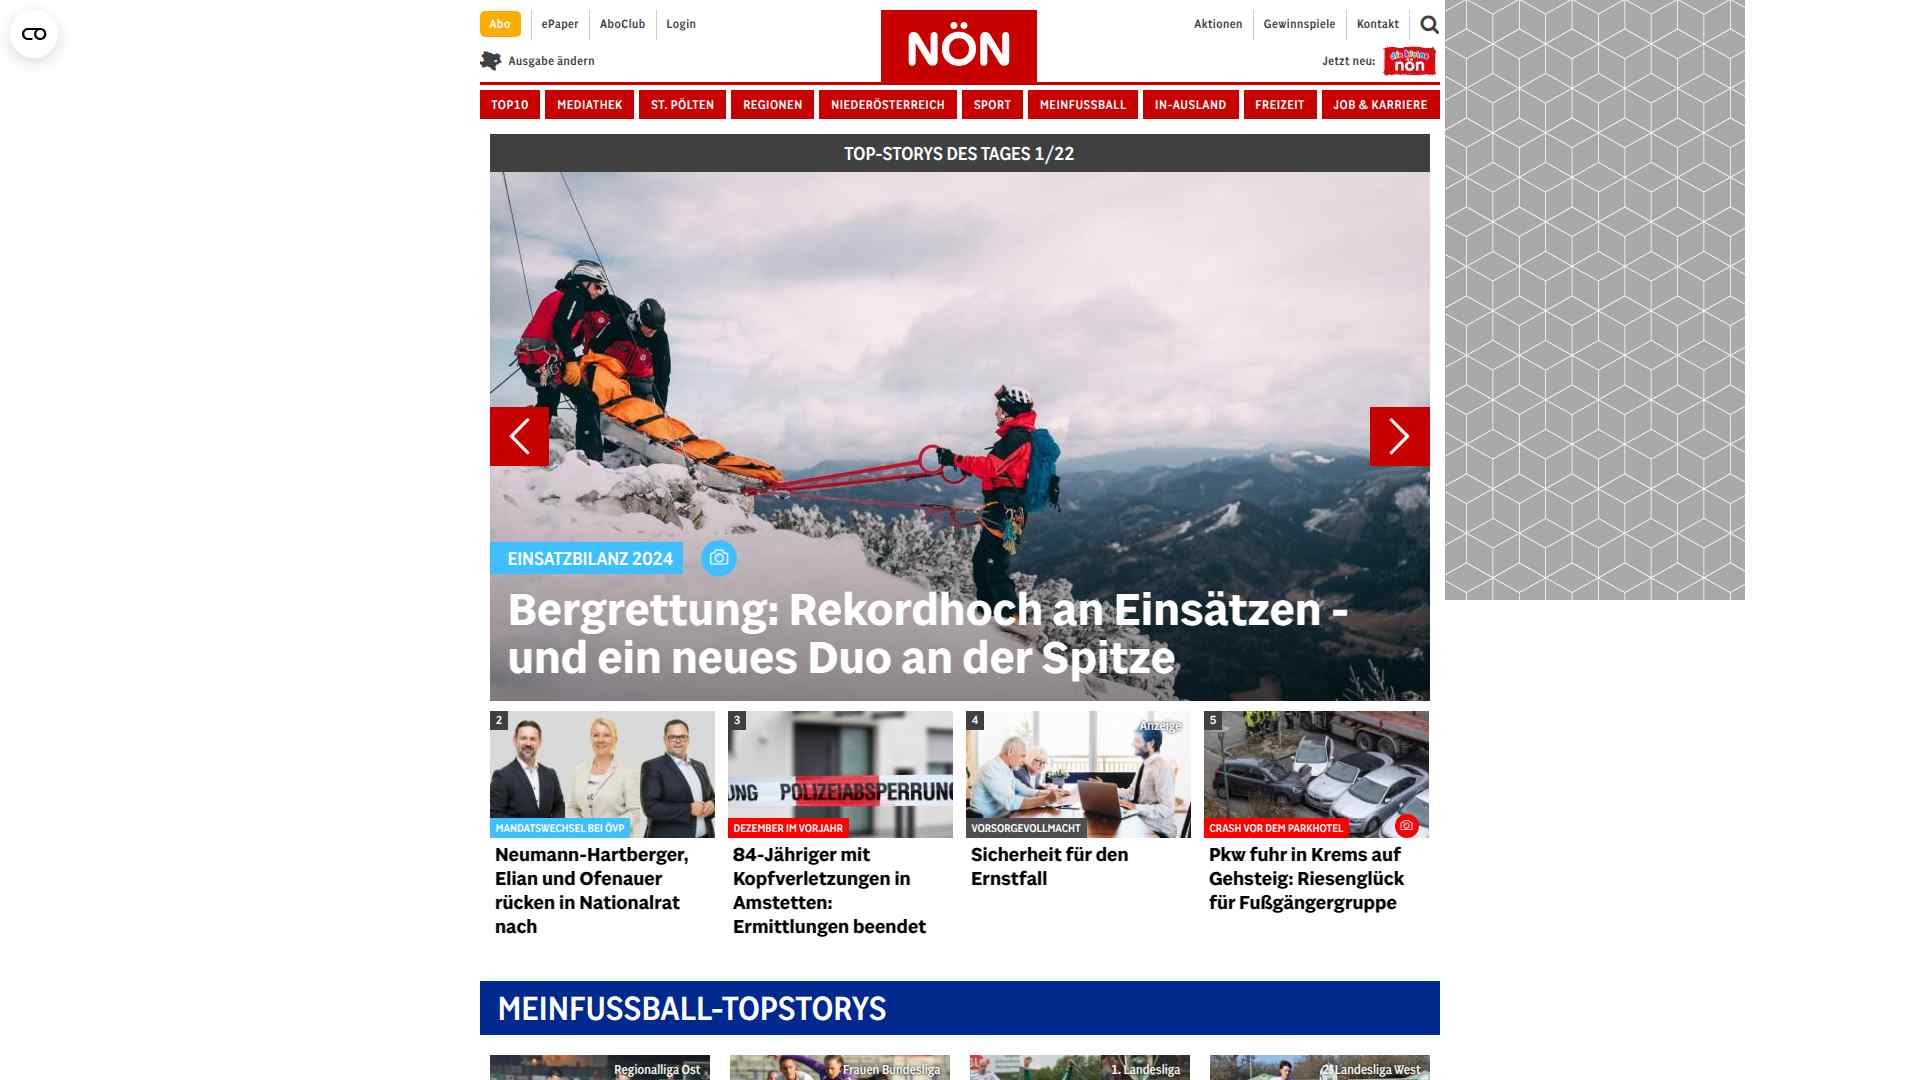 Abo
ePaper
AboClub
Login
Aktionen
Gewinnspiele
Kontakt
NÖN
Ausgabe ändern
Jetzt neu:
die kleine
nön
TOP10
MEDIATHEK
ST. PÖLTEN
REGIONEN
NIEDERÖSTERREICH
SPORT
MEINFUSSBALL
IN-AUSLAND
FREIZEIT
JOB & KARRIERE
TOP-STORYS DES TAGES 1/22
EINSATZBILANZ 2024
Bergrettung: Rekordhoch an Einsätzen -
und ein neues Duo an der Spitze
2
MANDATSWECHSEL BEI ÖVP
Neumann-Hartberger,
Elian und Ofenauer
rücken in Nationalrat
nach
3
UNG POLIZEIABSPERRUNG
DEZEMBER IM VORJAHR
84-Jähriger mit
Kopfverletzungen in
Amstetten:
Ermittlungen beendet
4
Anzeige
VORSORGEVOLLMACHT
Sicherheit für den
Ernstfall
5
CRASH VOR DEM PARKHOTEL
Pkw fuhr in Krems auf
Gehsteig: Riesenglück
für Fußgängergruppe
MEINFUSSBALL-TOPSTORYS
Regionalliga Ost
Frauen Bundesliga
1. Landesliga
2. Landesliga West